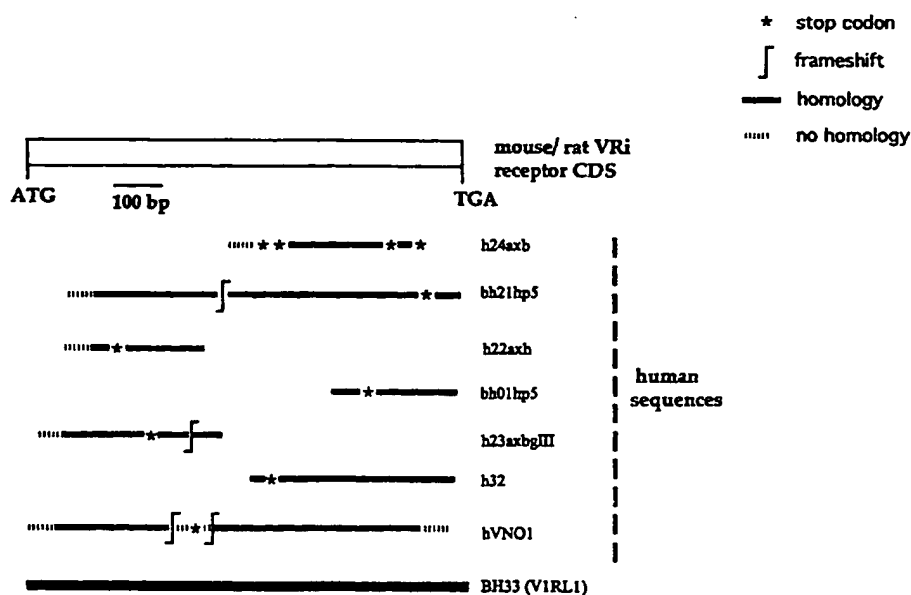 * stop codon
frameshift
homology
no homology
mouse/ rat VRi
receptor CDS
ATG
100 bp
TGA
h24axb
bh21hp5
h22axh
bh01hp5
h23axbgIII
h32
hVNO1
BH33 (V1RL1)
human
sequences